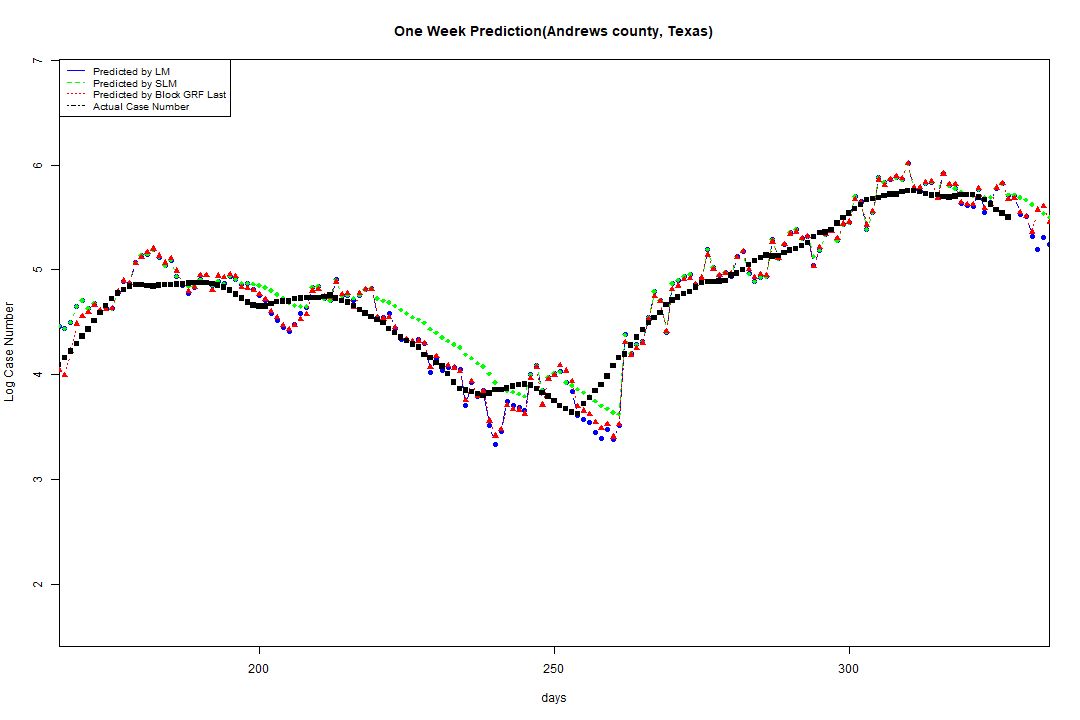 One Week Prediction(Andrews county, Texas)
Predicted by LM
Predicted by SLM
Predicted by Block GRF Last
Actual Case Number
7
6
5
4
3
2
Log Case Number
200 250 300
days